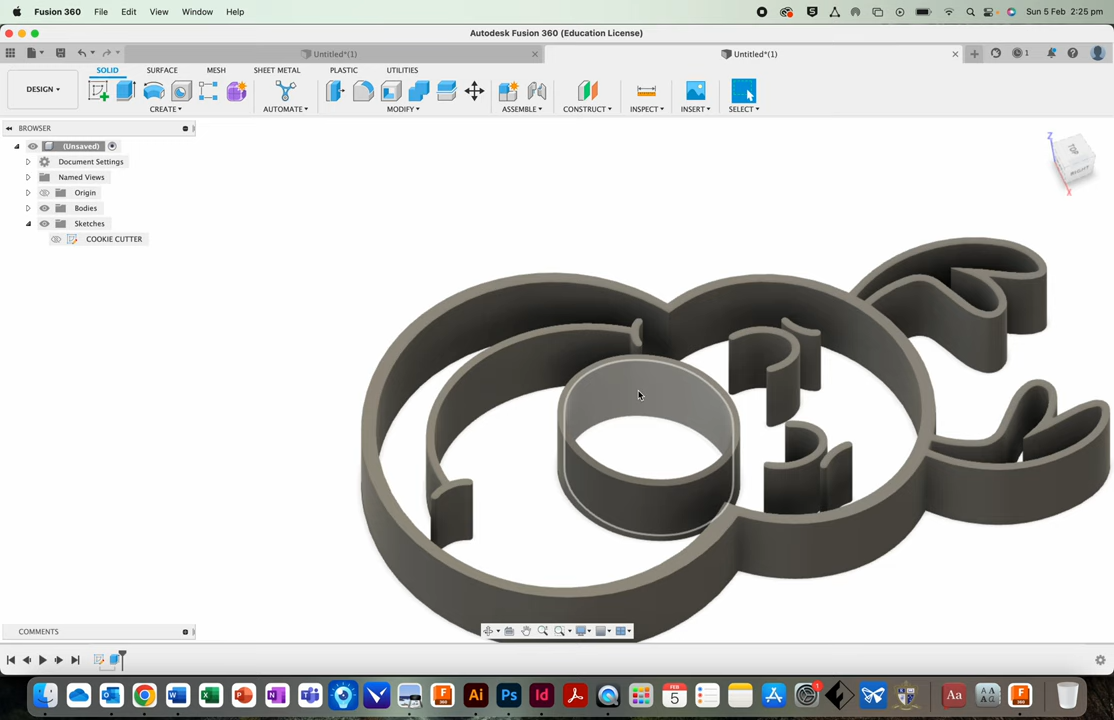 Fusion 360 File Edit View Window Help
Sun 5 Feb 2:25 pm
Autodesk Fusion 360 (Education License)
Untitled*(1) Untitled*(1) 1
SOLID SURFACE MESH SHEET METAL PLASTIC UTILITIES
DESIGN
CREATE AUTOMATE MODIFY ASSEMBLE CONSTRUCT INSPECT INSERT SELECT
BROWSER
(Unsaved)
Document Settings
Named Views
Origin
Bodies
Sketches
COOKIE CUTTER
Z
RIGHT
X
COMMENTS